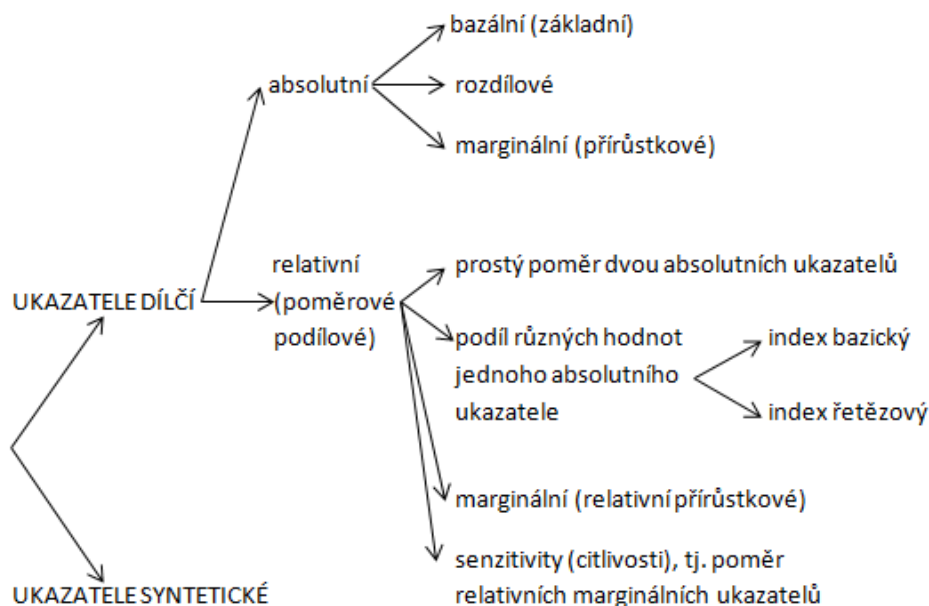 bazální (základní)
absolutní
rozdílové
marginální (přírůstkové)
relativní
(poměrové
podílové)
prostý poměr dvou absolutních ukazatelů
UKAZATELE DÍLČÍ
podíl různých hodnot
jednoho absolutního
ukazatele
index bazický
index řetězový
marginální (relativní přírůstkové)
senzitivity (citlivosti), tj. poměr
relativních marginálních ukazatelů
UKAZATELE SYNTETICKÉ